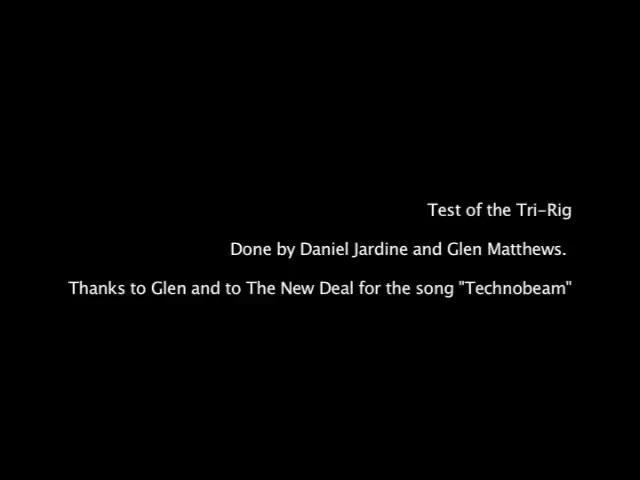 Test of the Tri-Rig
Done by Daniel Jardine and Glen Matthews.
Thanks to Glen and to The New Deal for the song "Technobeam"